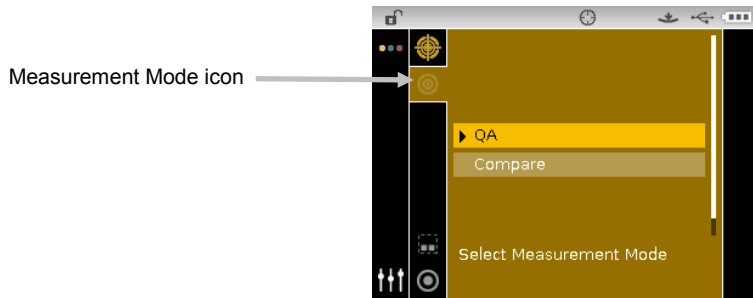 Measurement Mode icon
QA
Compare
Select Measurement Mode